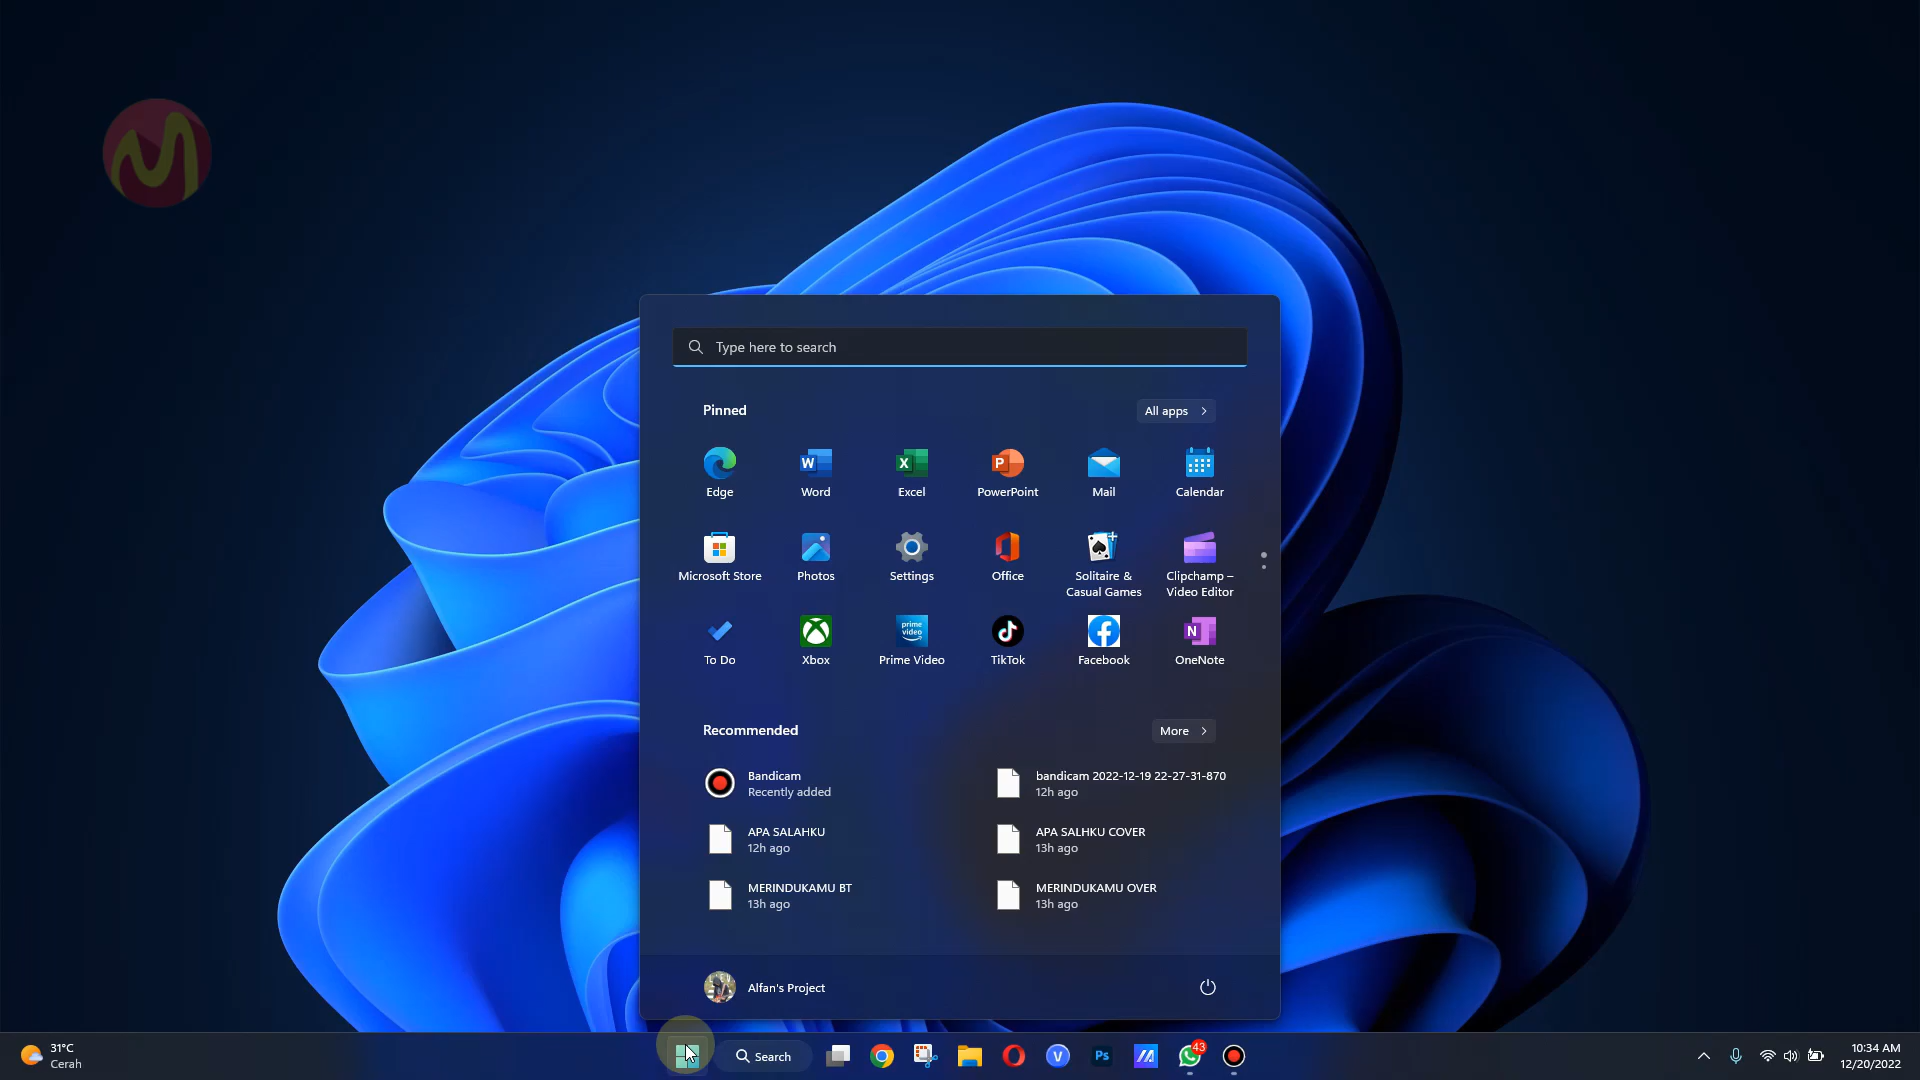 Type here to search
Pinned
All apps
Edge
Word
Excel
PowerPoint
Mail
Calendar
Microsoft Store
Photos
Settings
Office
Solitaire &
Casual Games
Clipchamp –
Video Editor
To Do
Xbox
prime
video
Prime Video
TikTok
Facebook
OneNote
Recommended
More
Bandicam
Recently added
bandicam 2022-12-19 22-27-31-870
12h ago
APA SALAHKU
12h ago
APA SALHKU COVER
13h ago
MERINDUKAMU BT
13h ago
MERINDUKAMU OVER
13h ago
Alfan's Project
31°C
Cerah
Search
V
Ps
43
10:34 AM
12/20/2022